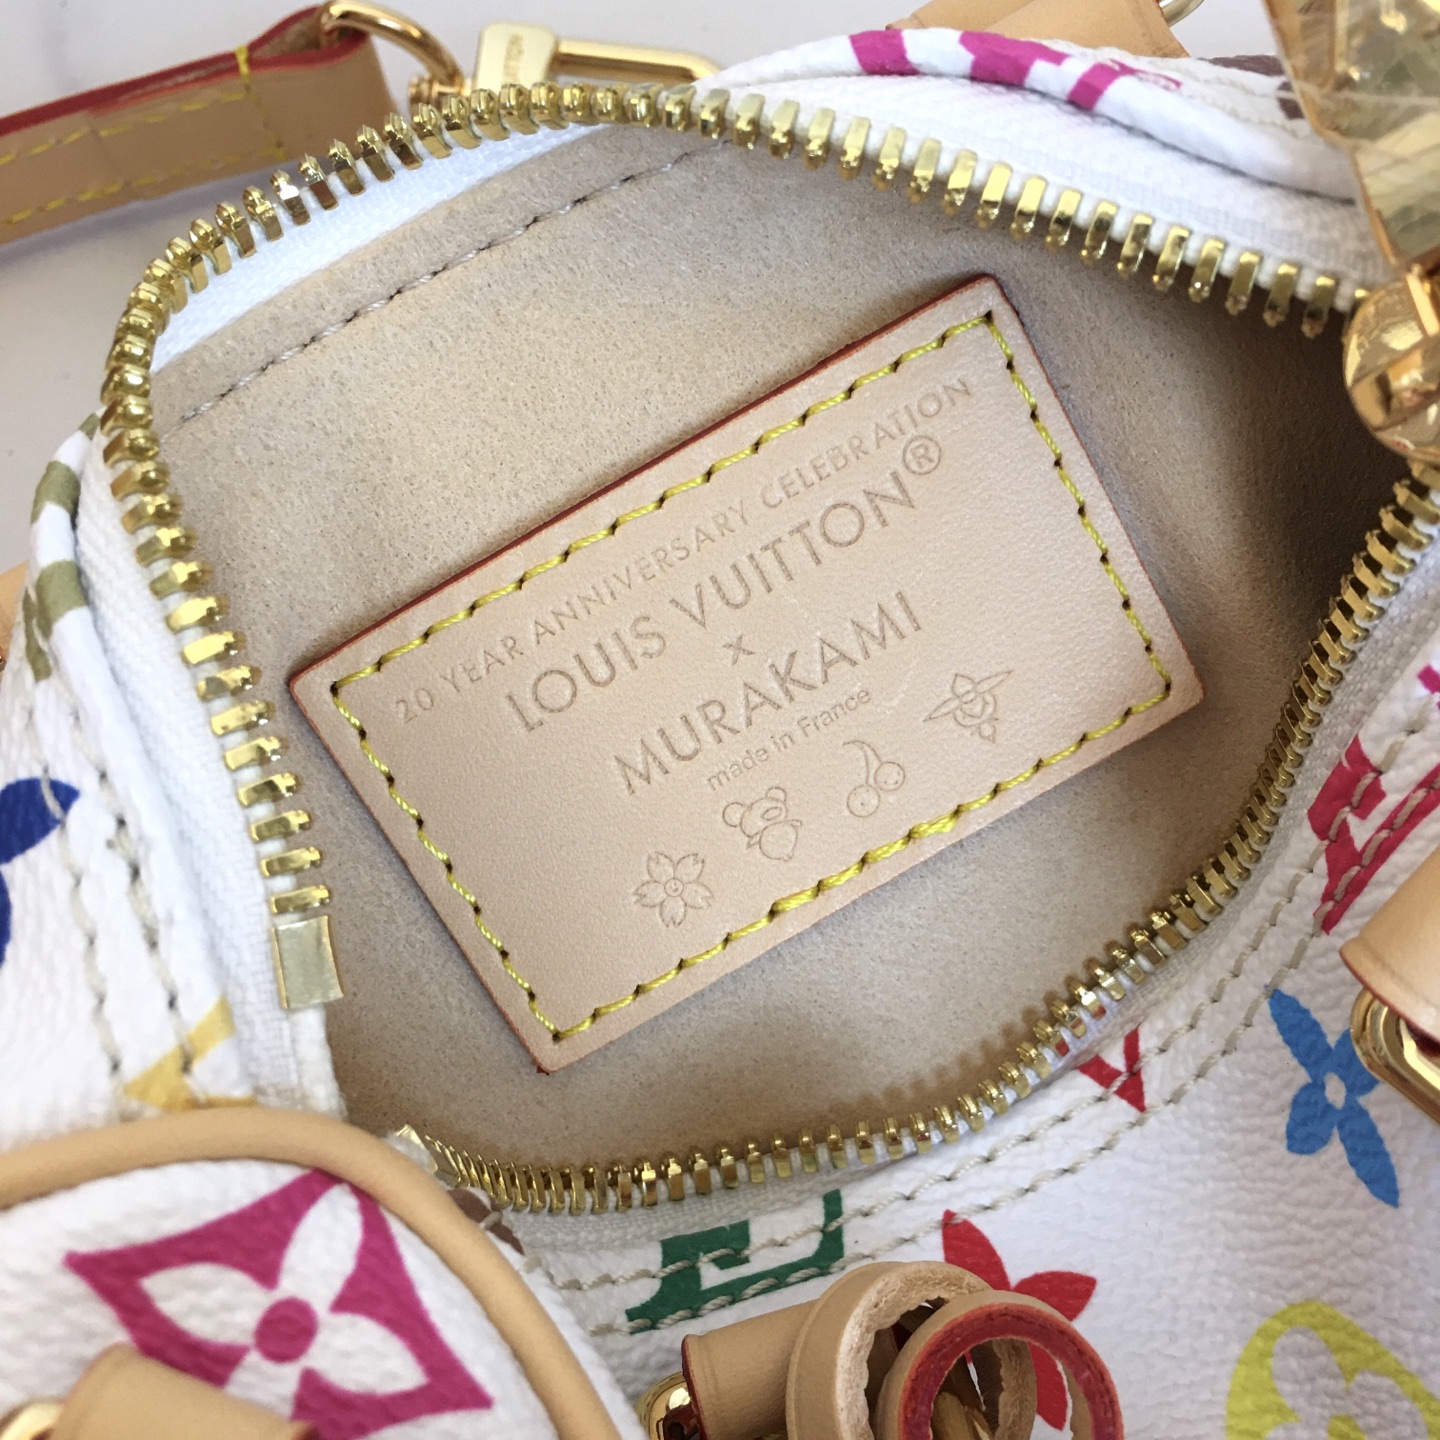 20 YEAR ANNIVERSARY CELEBRATION
LOUIS VUITTON®
x
MURAKAMI
made in France